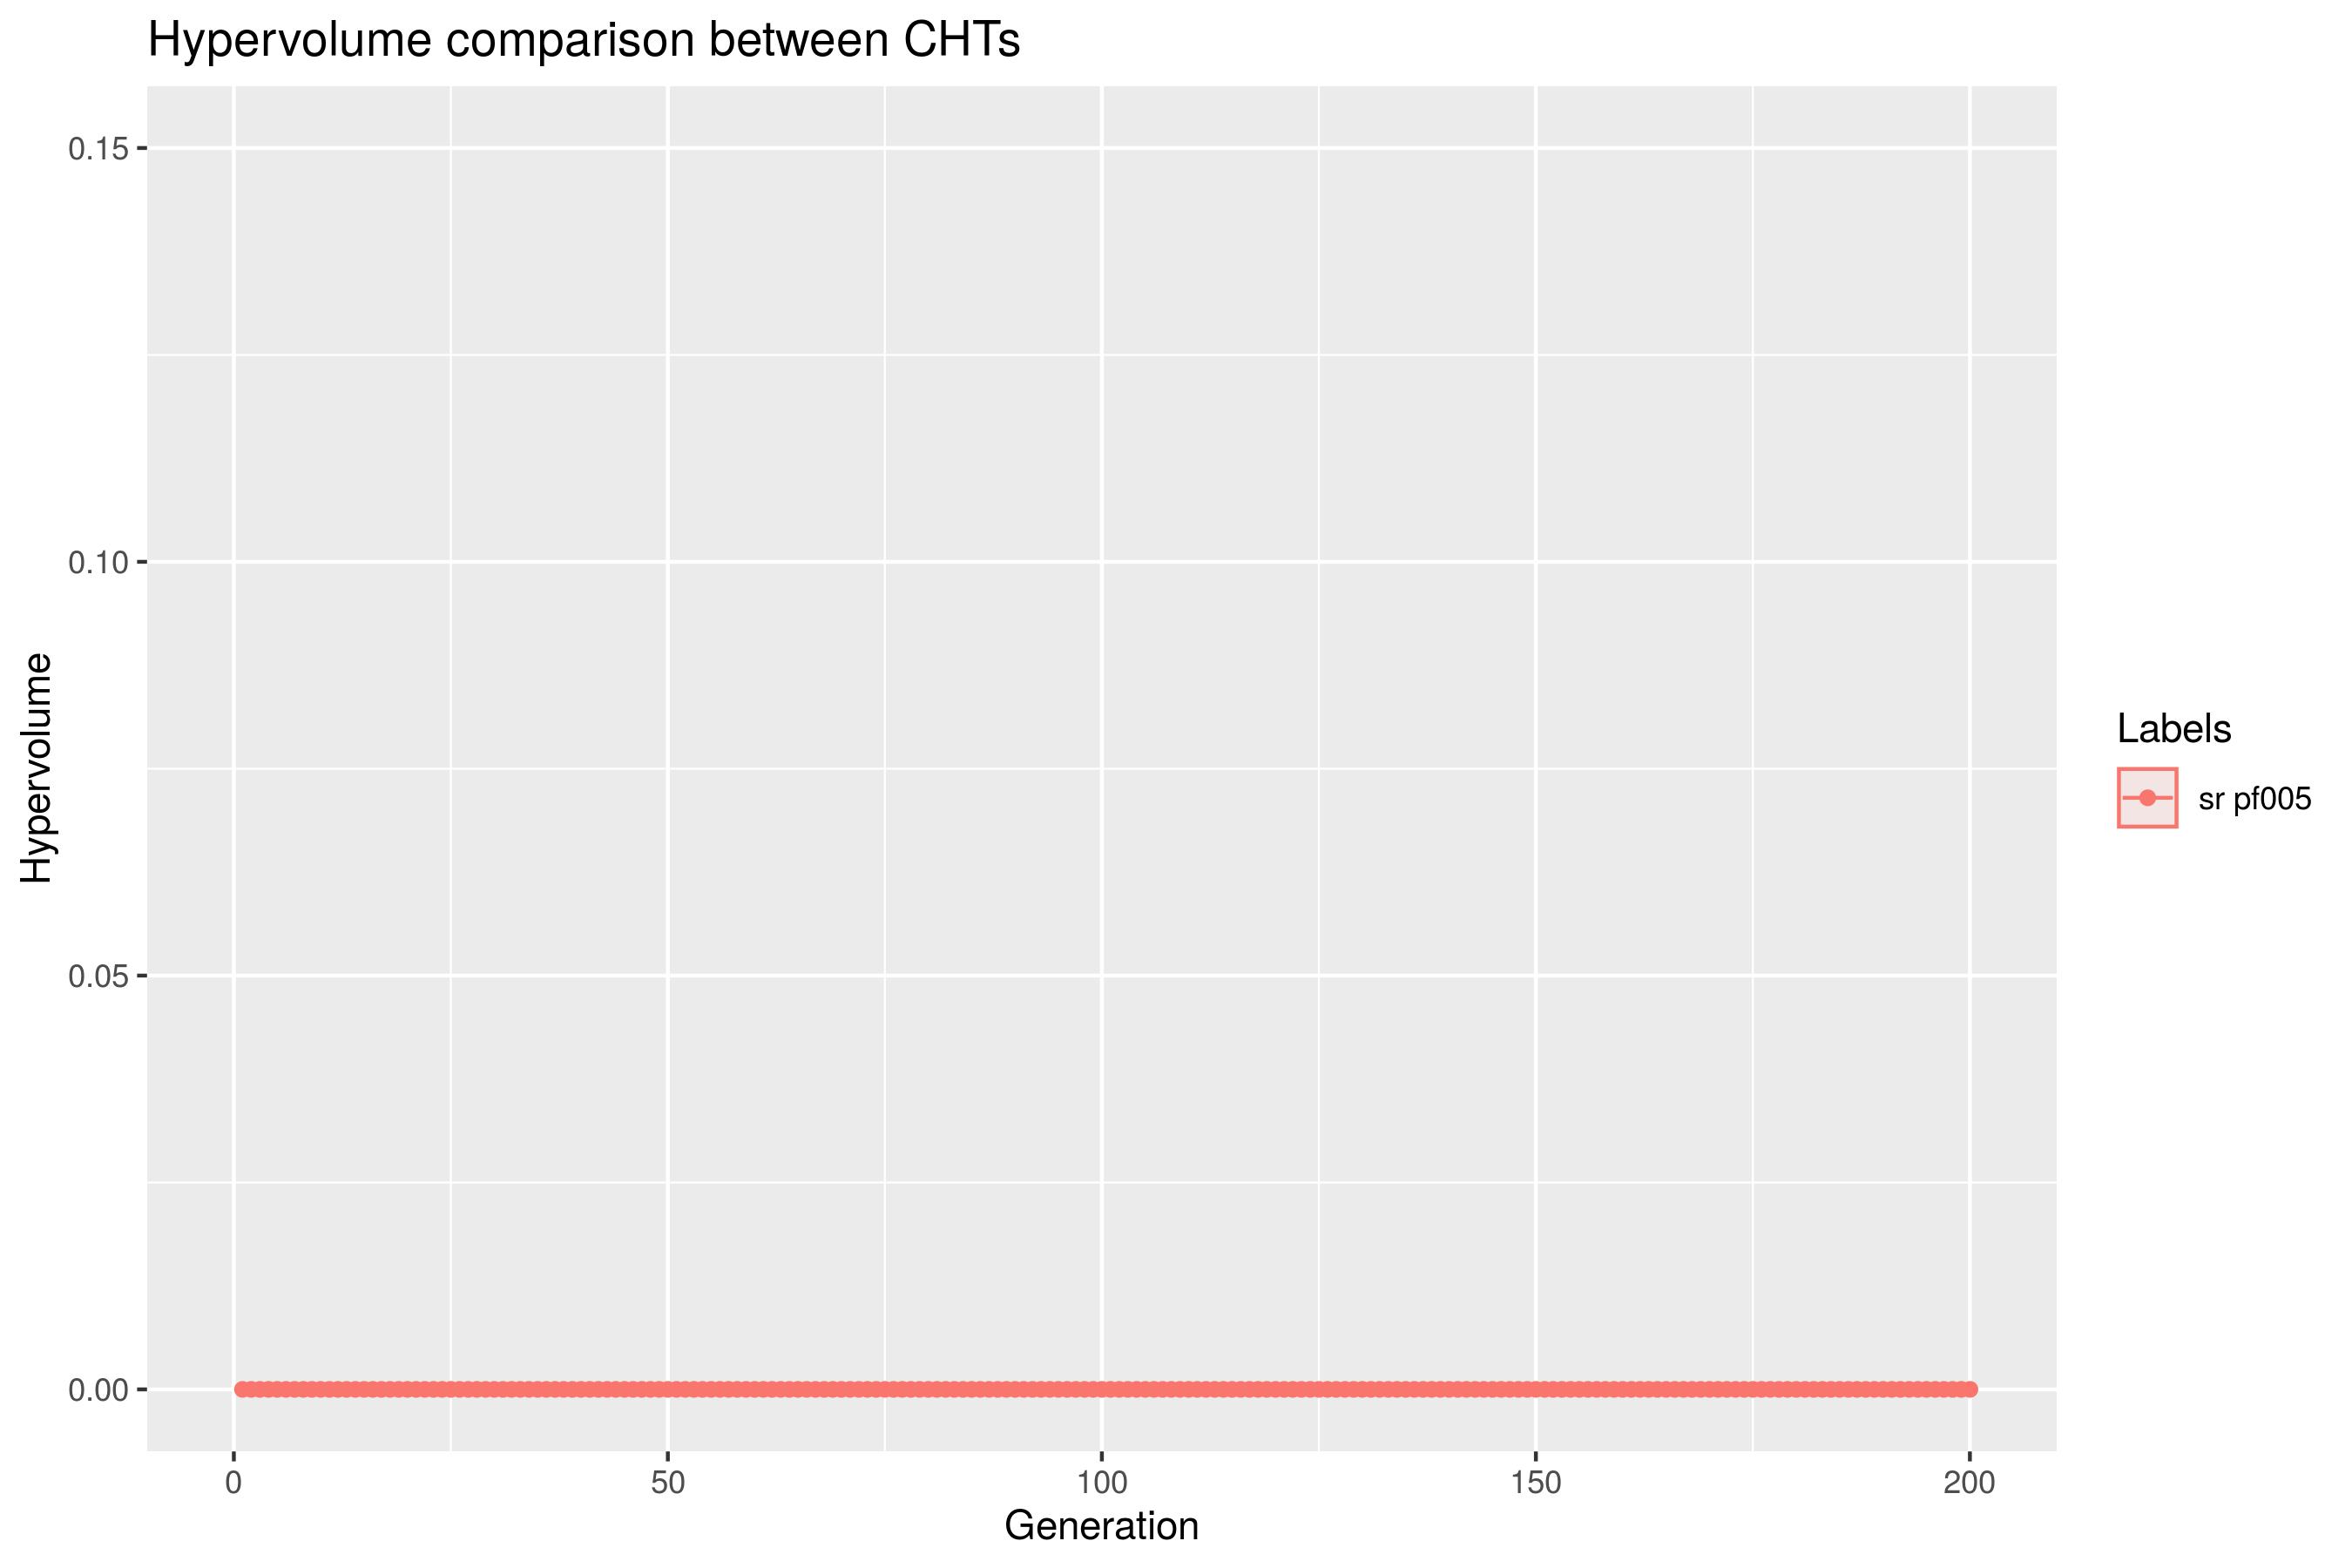 Hypervolume comparison between CHTs
0.15
0.10
0.05
0.00
Hypervolume
0 50 100 150 200
Generation
Labels
sr pf005